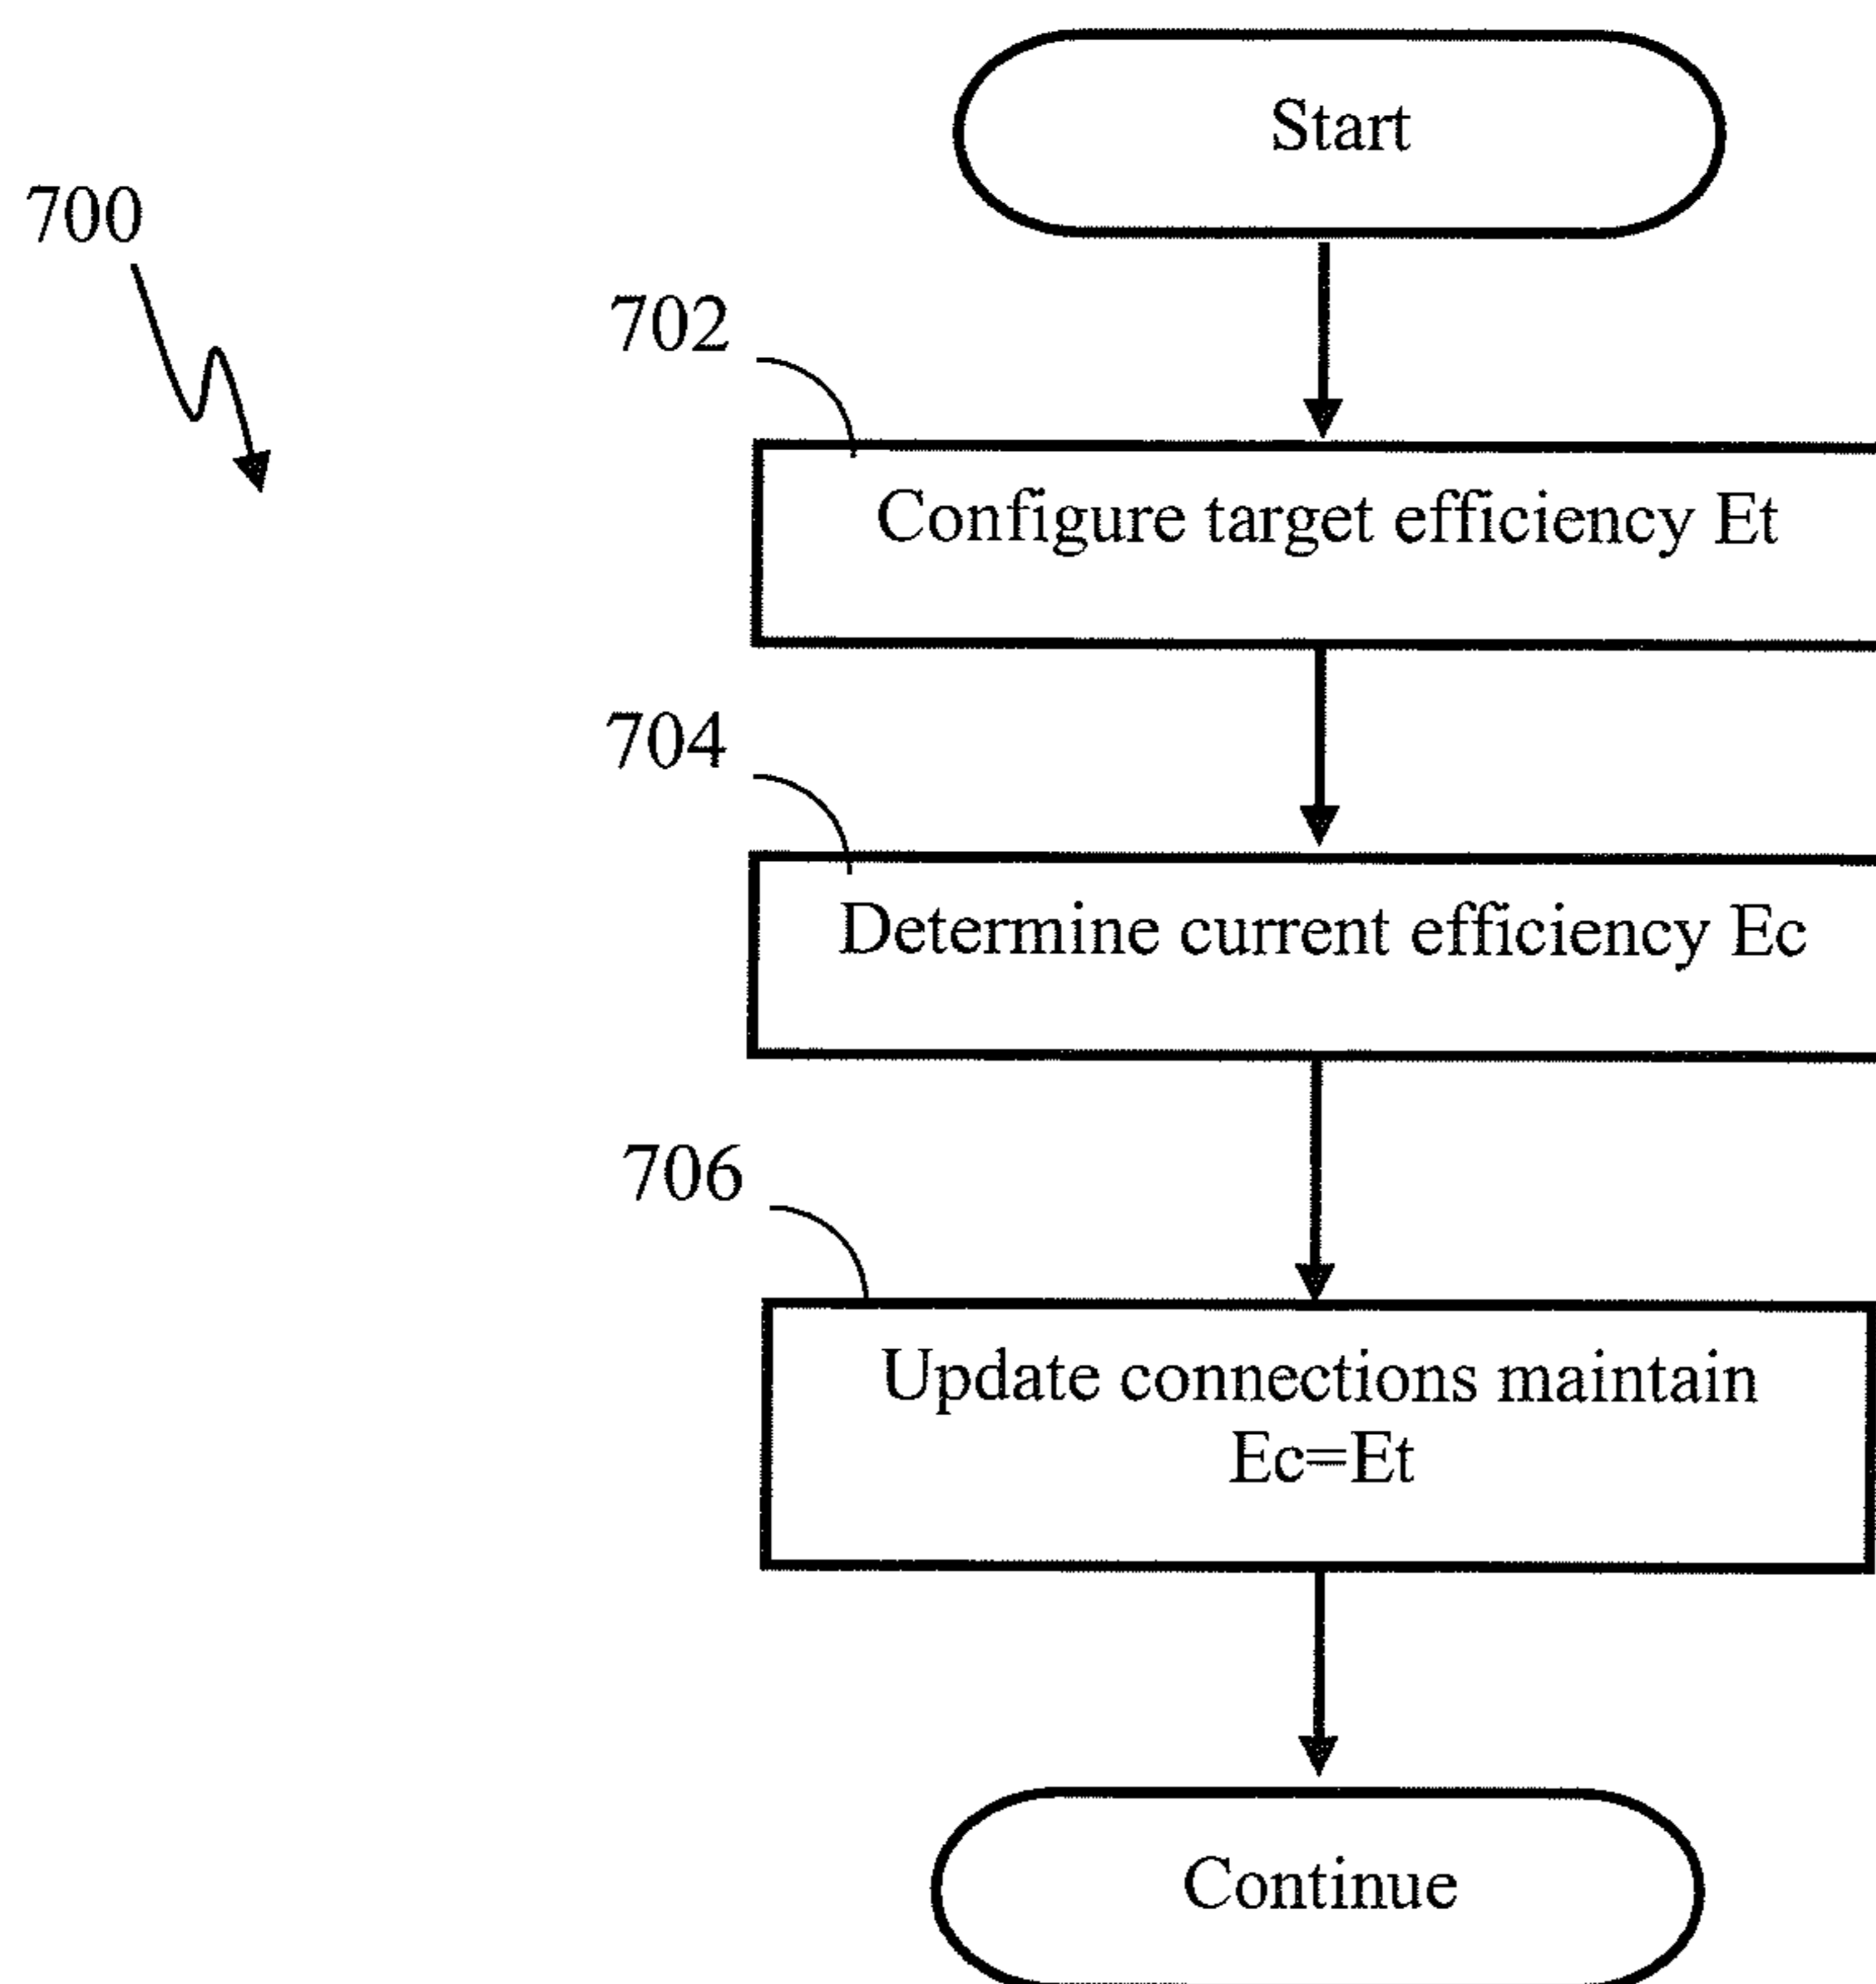 Start
700
702
Configure target efficiency Et
704
Determine current efficiency Ec
706
Update connections maintain
Ec=Et
Continue